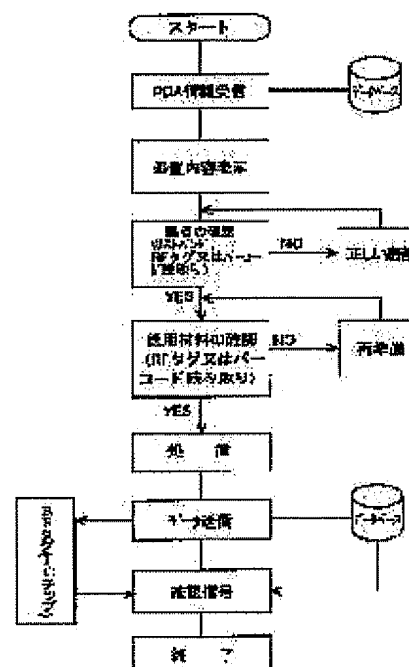 スタート
PDA情報受信
データベース
処置内容表示
患者の確認
リストバンド
RFタグ又はバーコー
ド読取り)
NO
正しい患者
YES
使用材料の確認
(RFタグ又はバー
コード読み取り)
NO
再準備
YES
処 置
データ送信
データベース
確認信号
終 了